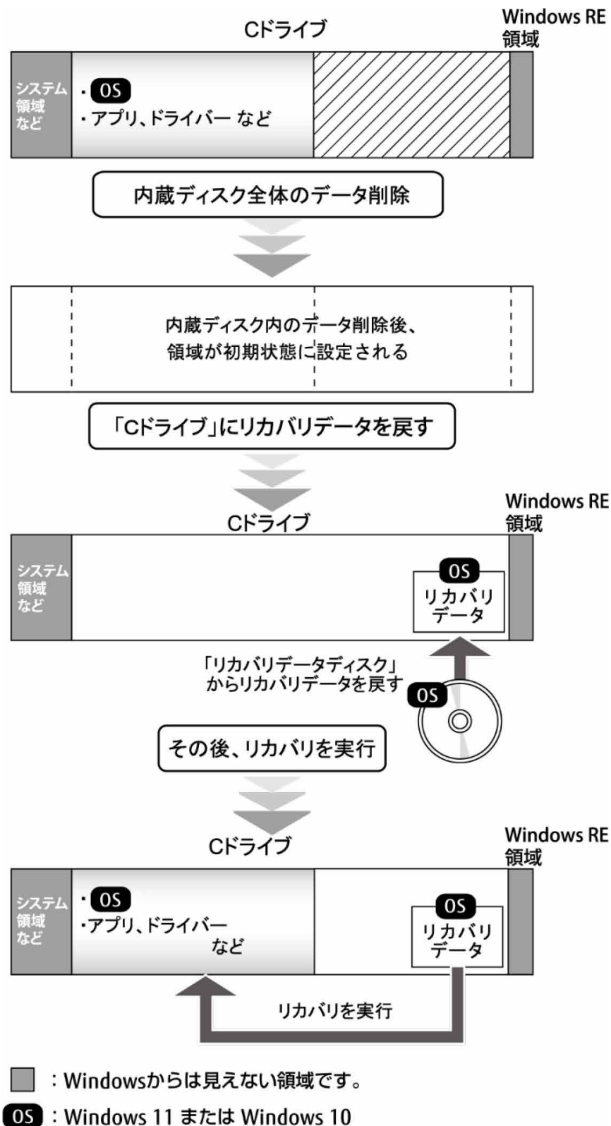 Cドライブ
Windows RE
領域
システム
領域
など
・OS
・アプリ、ドライバー など
内蔵ディスク全体のデータ削除
内蔵ディスク内のデータ削除後、
領域が初期状態に設定される
「Cドライブ」にリカバリデータを戻す
Cドライブ
Windows RE
領域
システム
領域
など
OS
リカバリ
データ
「リカバリデータディスク」
からリカバリデータを戻す
OS
その後、リカバリを実行
Cドライブ
Windows RE
領域
システム
領域
など
・OS
・アプリ、ドライバー
など
OS
リカバリ
データ
リカバリを実行
：Windowsからは見えない領域です。
OS：Windows 11 または Windows 10